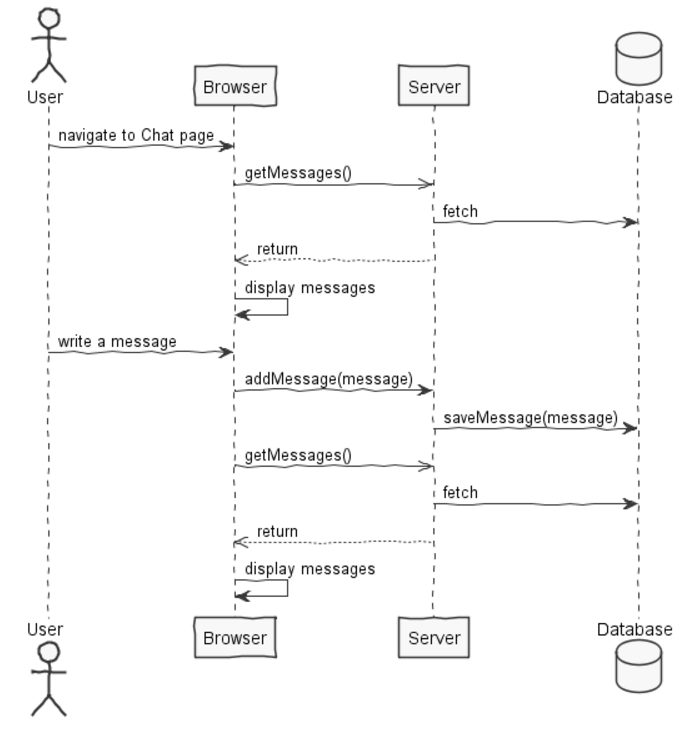 User
Browser
Server
Database
navigate to Chat page
getMessages()
fetch
return
display messages
write a message
addMessage(message)
saveMessage(message)
getMessages()
fetch
return
display messages
User
Browser
Server
Database